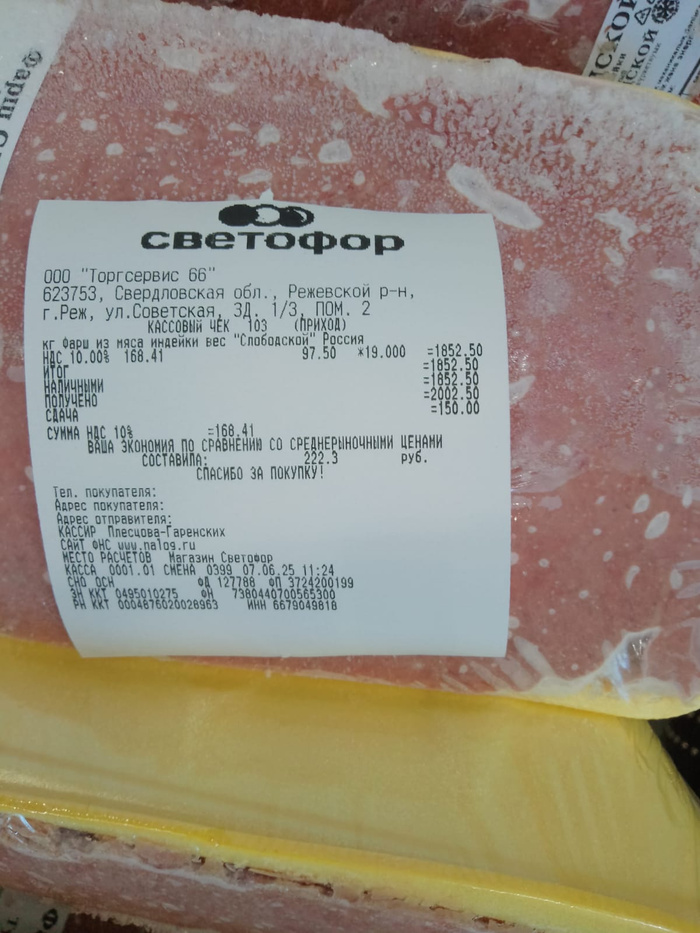 Фарш С
ской
светофор
ООО "Торгсервис 66"
623753, Свердловская обл., Режевской р-н,
г.Реж, ул.Советская, ЗД. 1/3, ПОМ. 2
КАССОВЫЙ ЧЕК 103 (ПРИХОД)
кг Фарш из мяса индейки вес "Слободской" Россия
97.50 *19.000 =1852.50
НДС 10.00% 168.41 =1852.50
ИТОГ =1852.50
НАЛИЧНЫМИ
ПОЛУЧЕНО =2002.50
СДАЧА =150.00
СУММА НДС 10% =168.41
ВАША ЭКОНОМИЯ ПО СРАВНЕНИЮ СО СРЕДНЕРЫНОЧНЫМИ ЦЕНАМИ
СОСТАВИЛА: 222.3 руб.
СПАСИБО ЗА ПОКУПКУ!
Тел. покупателя:
Адрес покупателя:
Адрес отправителя:
КАССИР Плесцова-Гаренских
САЙТ ФНС www.nalog.ru
МЕСТО РАСЧЕТОВ Магазин Светофор
КАССА 0001.01 СМЕНА 0399 07.06.25 11:24
СНО ОСН ФД 127788 ФП 3724200199
ЗН ККТ 0495010275 ФН 7380440700565300
РН ККТ 0004876020028963 ИНН 6679049818